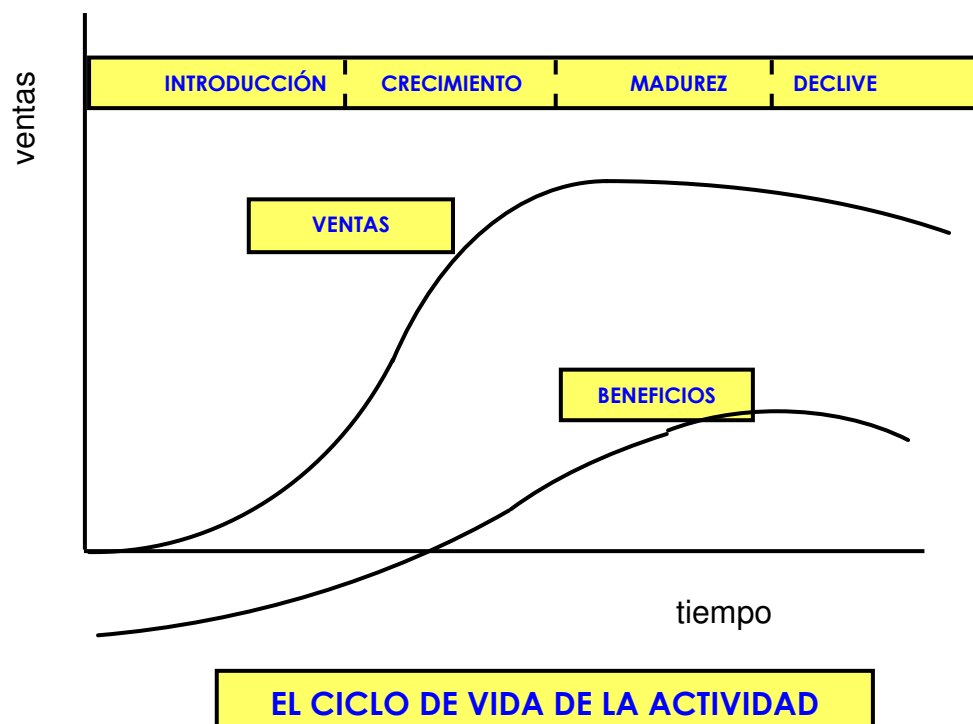 ventas
INTRODUCCIÓN CRECIMIENTO MADUREZ DECLIVE
VENTAS
BENEFICIOS
tiempo
EL CICLO DE VIDA DE LA ACTIVIDAD